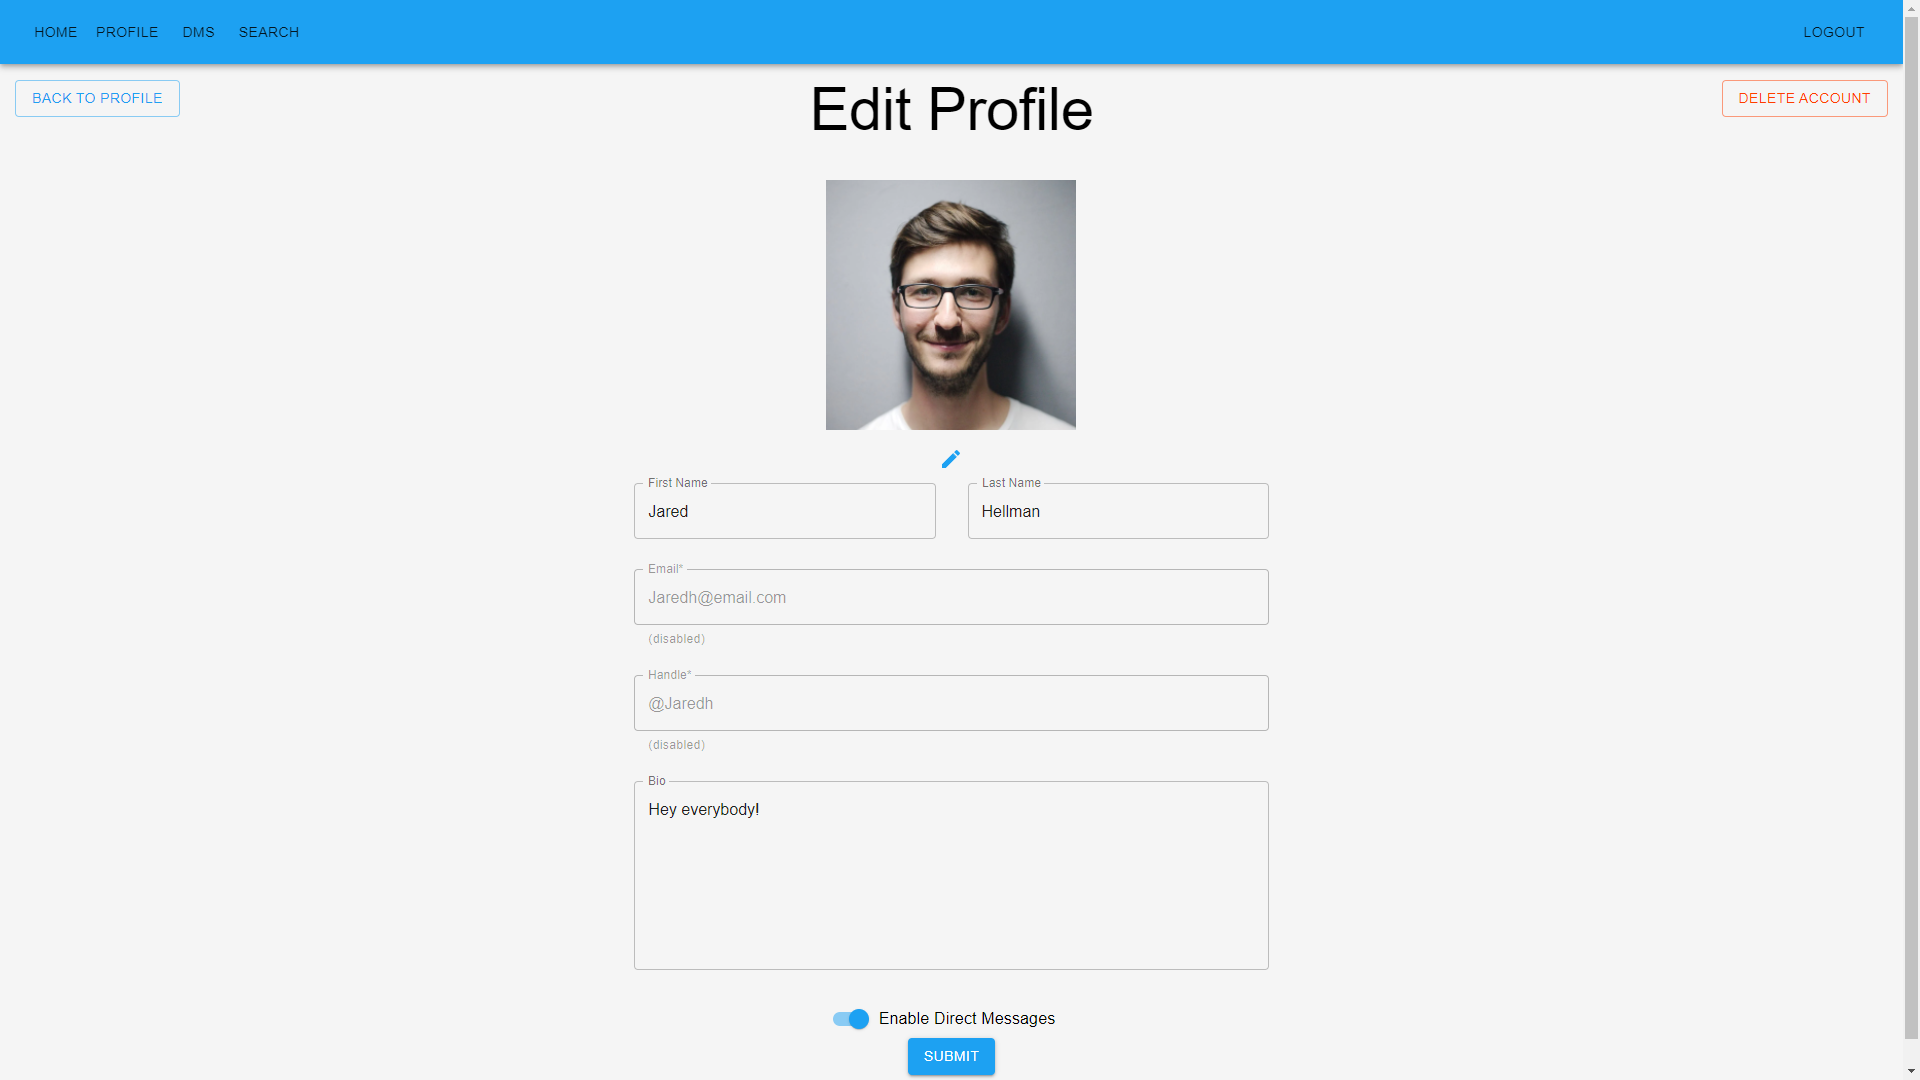 HOME PROFILE DMS SEARCH LOGOUT
BACK TO PROFILE
Edit Profile
DELETE ACCOUNT
First Name
Jared
Last Name
Hellman
Email*
Jaredh@email.com
(disabled)
Handle*
@Jaredh
(disabled)
Bio
Hey everybody!
Enable Direct Messages
SUBMIT